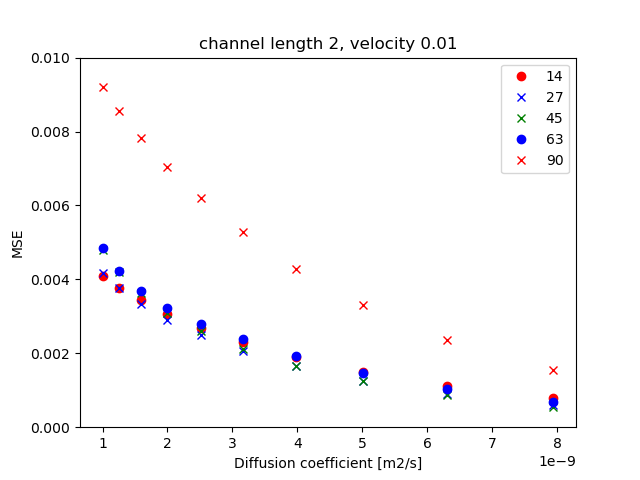 channel length 2, velocity 0.01
0.010
0.008
0.006
0.004
0.002
0.000
MSE
14
27
45
63
90
1 2 3 4 5 6 7 8
1e−9
Diffusion coefficient [m2/s]